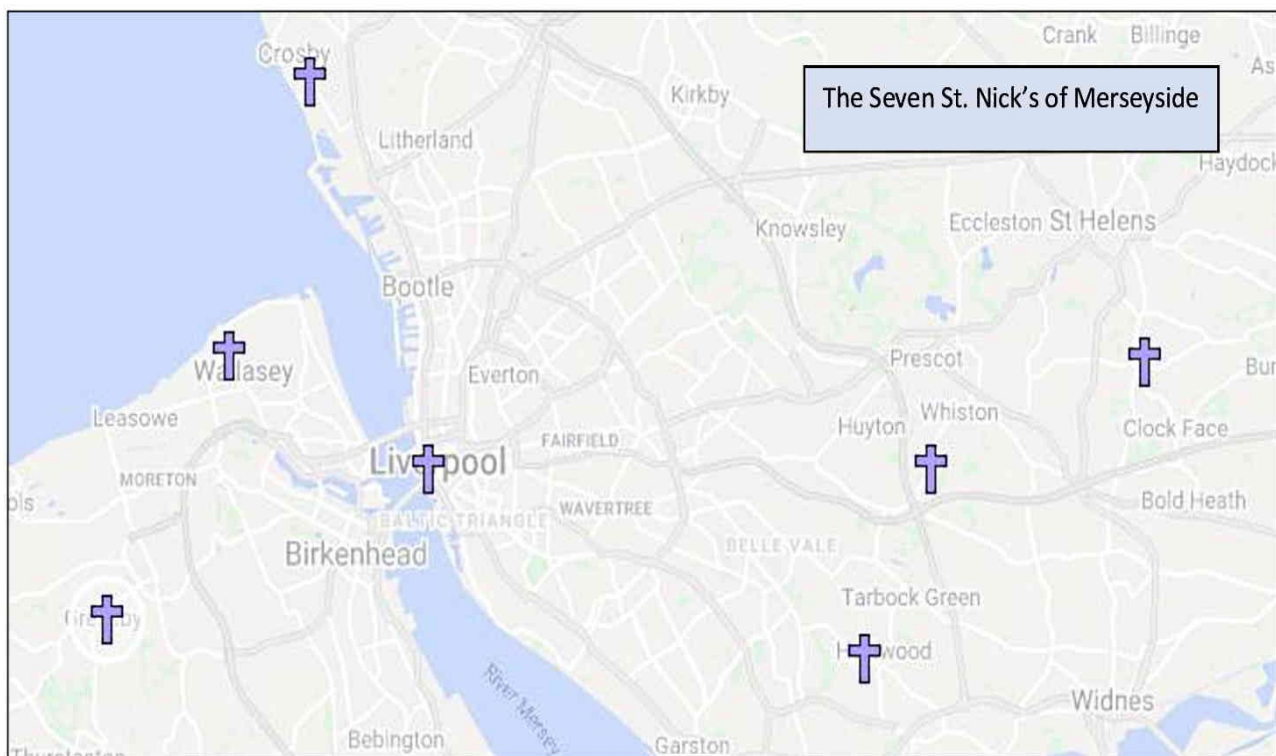 Crosby
Crank Billinge
The Seven St. Nick's of Merseyside
Kirkby
Litherland
Haydock
Knowsley
Eccleston St Helens
Bootle
Prescot
Everton
Leasowe
Huyton Whiston
Clock Face
FAIRFIELD
MORETON
WAVERTREE
Bold Heath
BALTIC TRIANGLE
Birkenhead
BELLE VALE
Tarbock Green
River Mersey
Widnes
Bebington
Garston